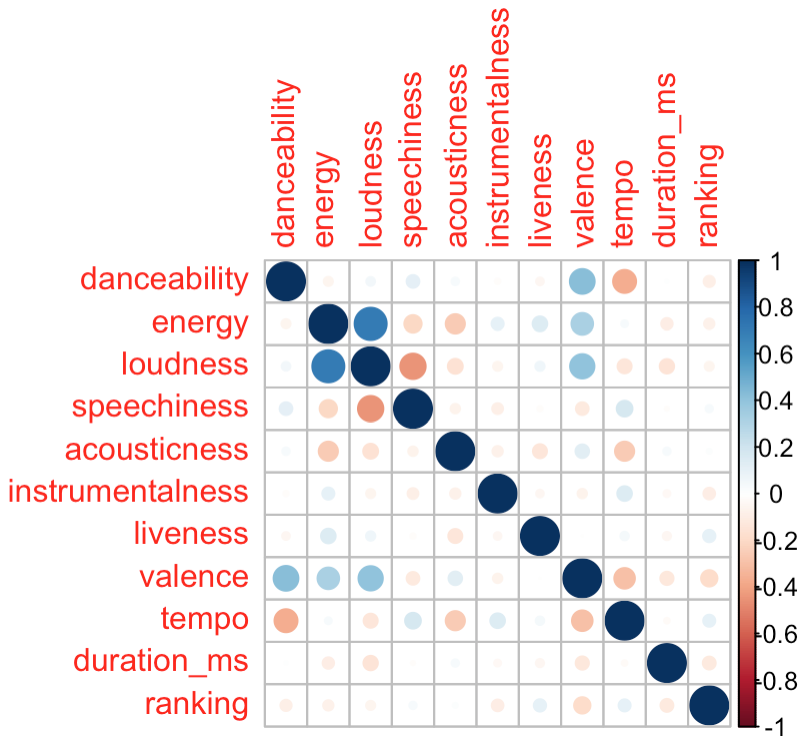 danceability
energy
loudness
speechiness
acousticness
instrumentalness
liveness
valence
tempo
duration_ms
ranking
danceability
energy
loudness
speechiness
acousticness
instrumentalness
liveness
valence
tempo
duration_ms
ranking
1
0.8
0.6
0.4
0.2
0
-0.2
-0.4
-0.6
-0.8
-1